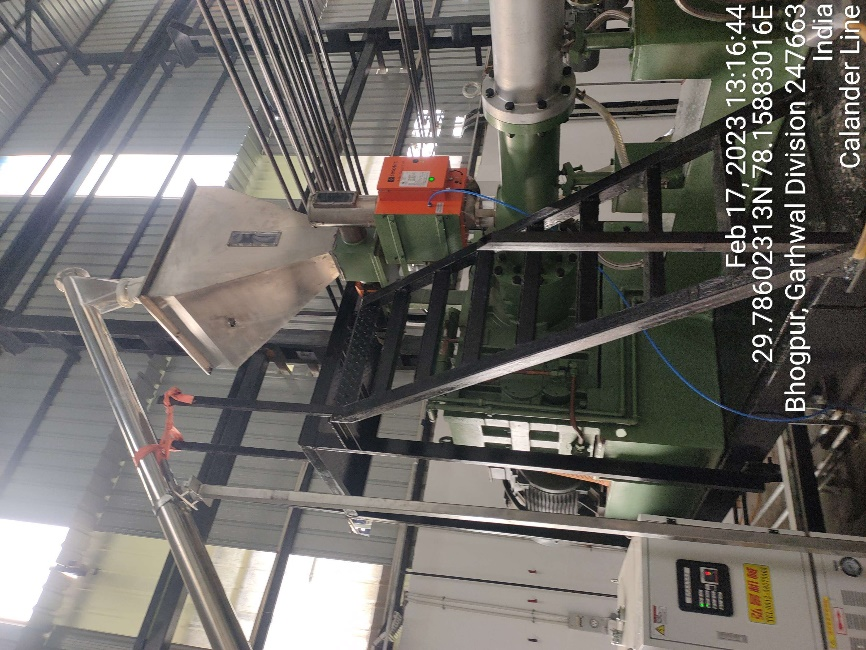 Feb 17, 2023 13:16:44
29.78602313N 78.15883016E
Bhogpur, Garhwal Division 247663
India
Calander Line